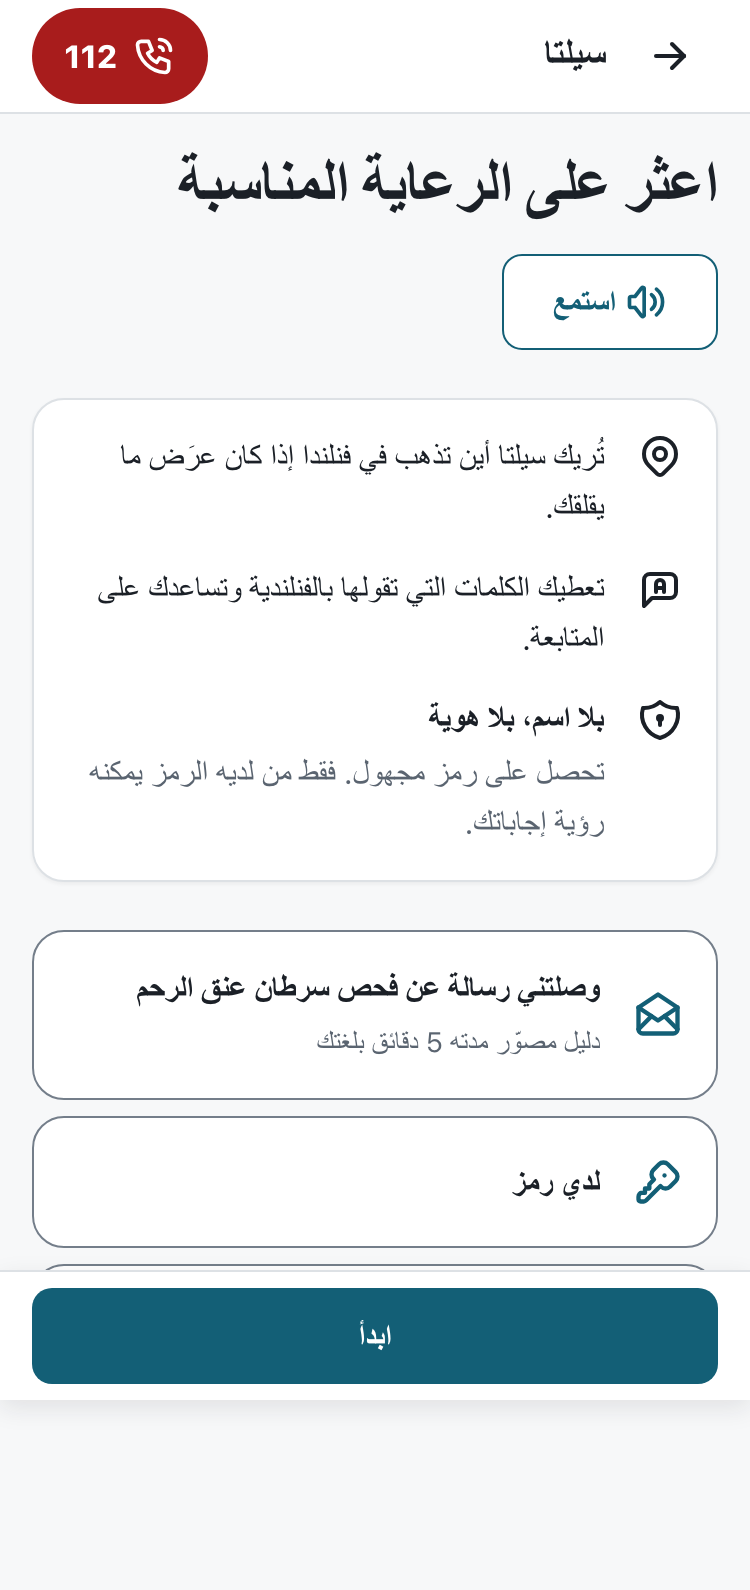 سيلتا
112
اعثر على الرعاية المناسبة
استمع
تُريك سيلتا أين تذهب في فنلندا إذا كان عرَض ما
يقلقك.
تعطيك الكلمات التي تقولها بالفنلندية وتساعدك على
المتابعة.
بلا اسم، بلا هوية
تحصل على رمز مجهول. فقط من لديه الرمز يمكنه
رؤية إجاباتك.
وصلتني رسالة عن فحص سرطان عنق الرحم
دليل مصوّر مدته 5 دقائق بلغتك
لدي رمز
ابدأ